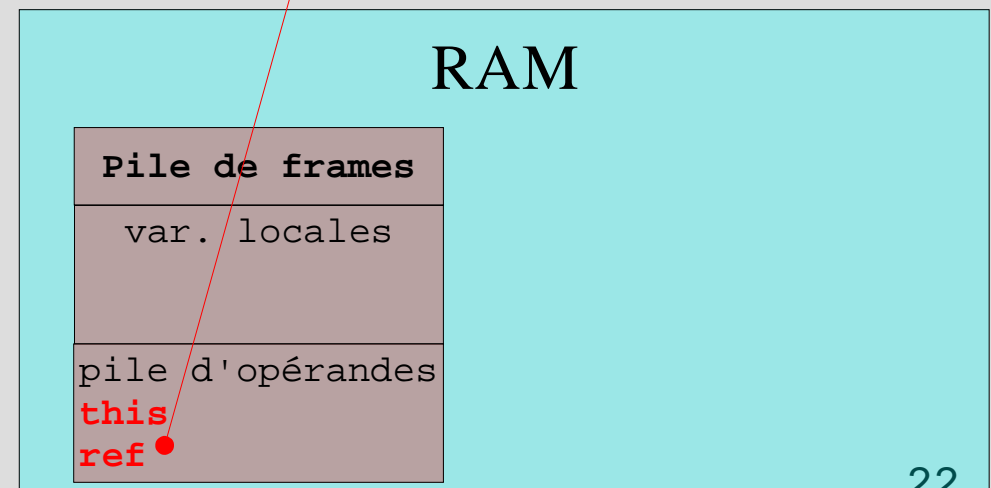 RAM
Pile de frames
var. locales
pile d'opérandes
this
ref
22